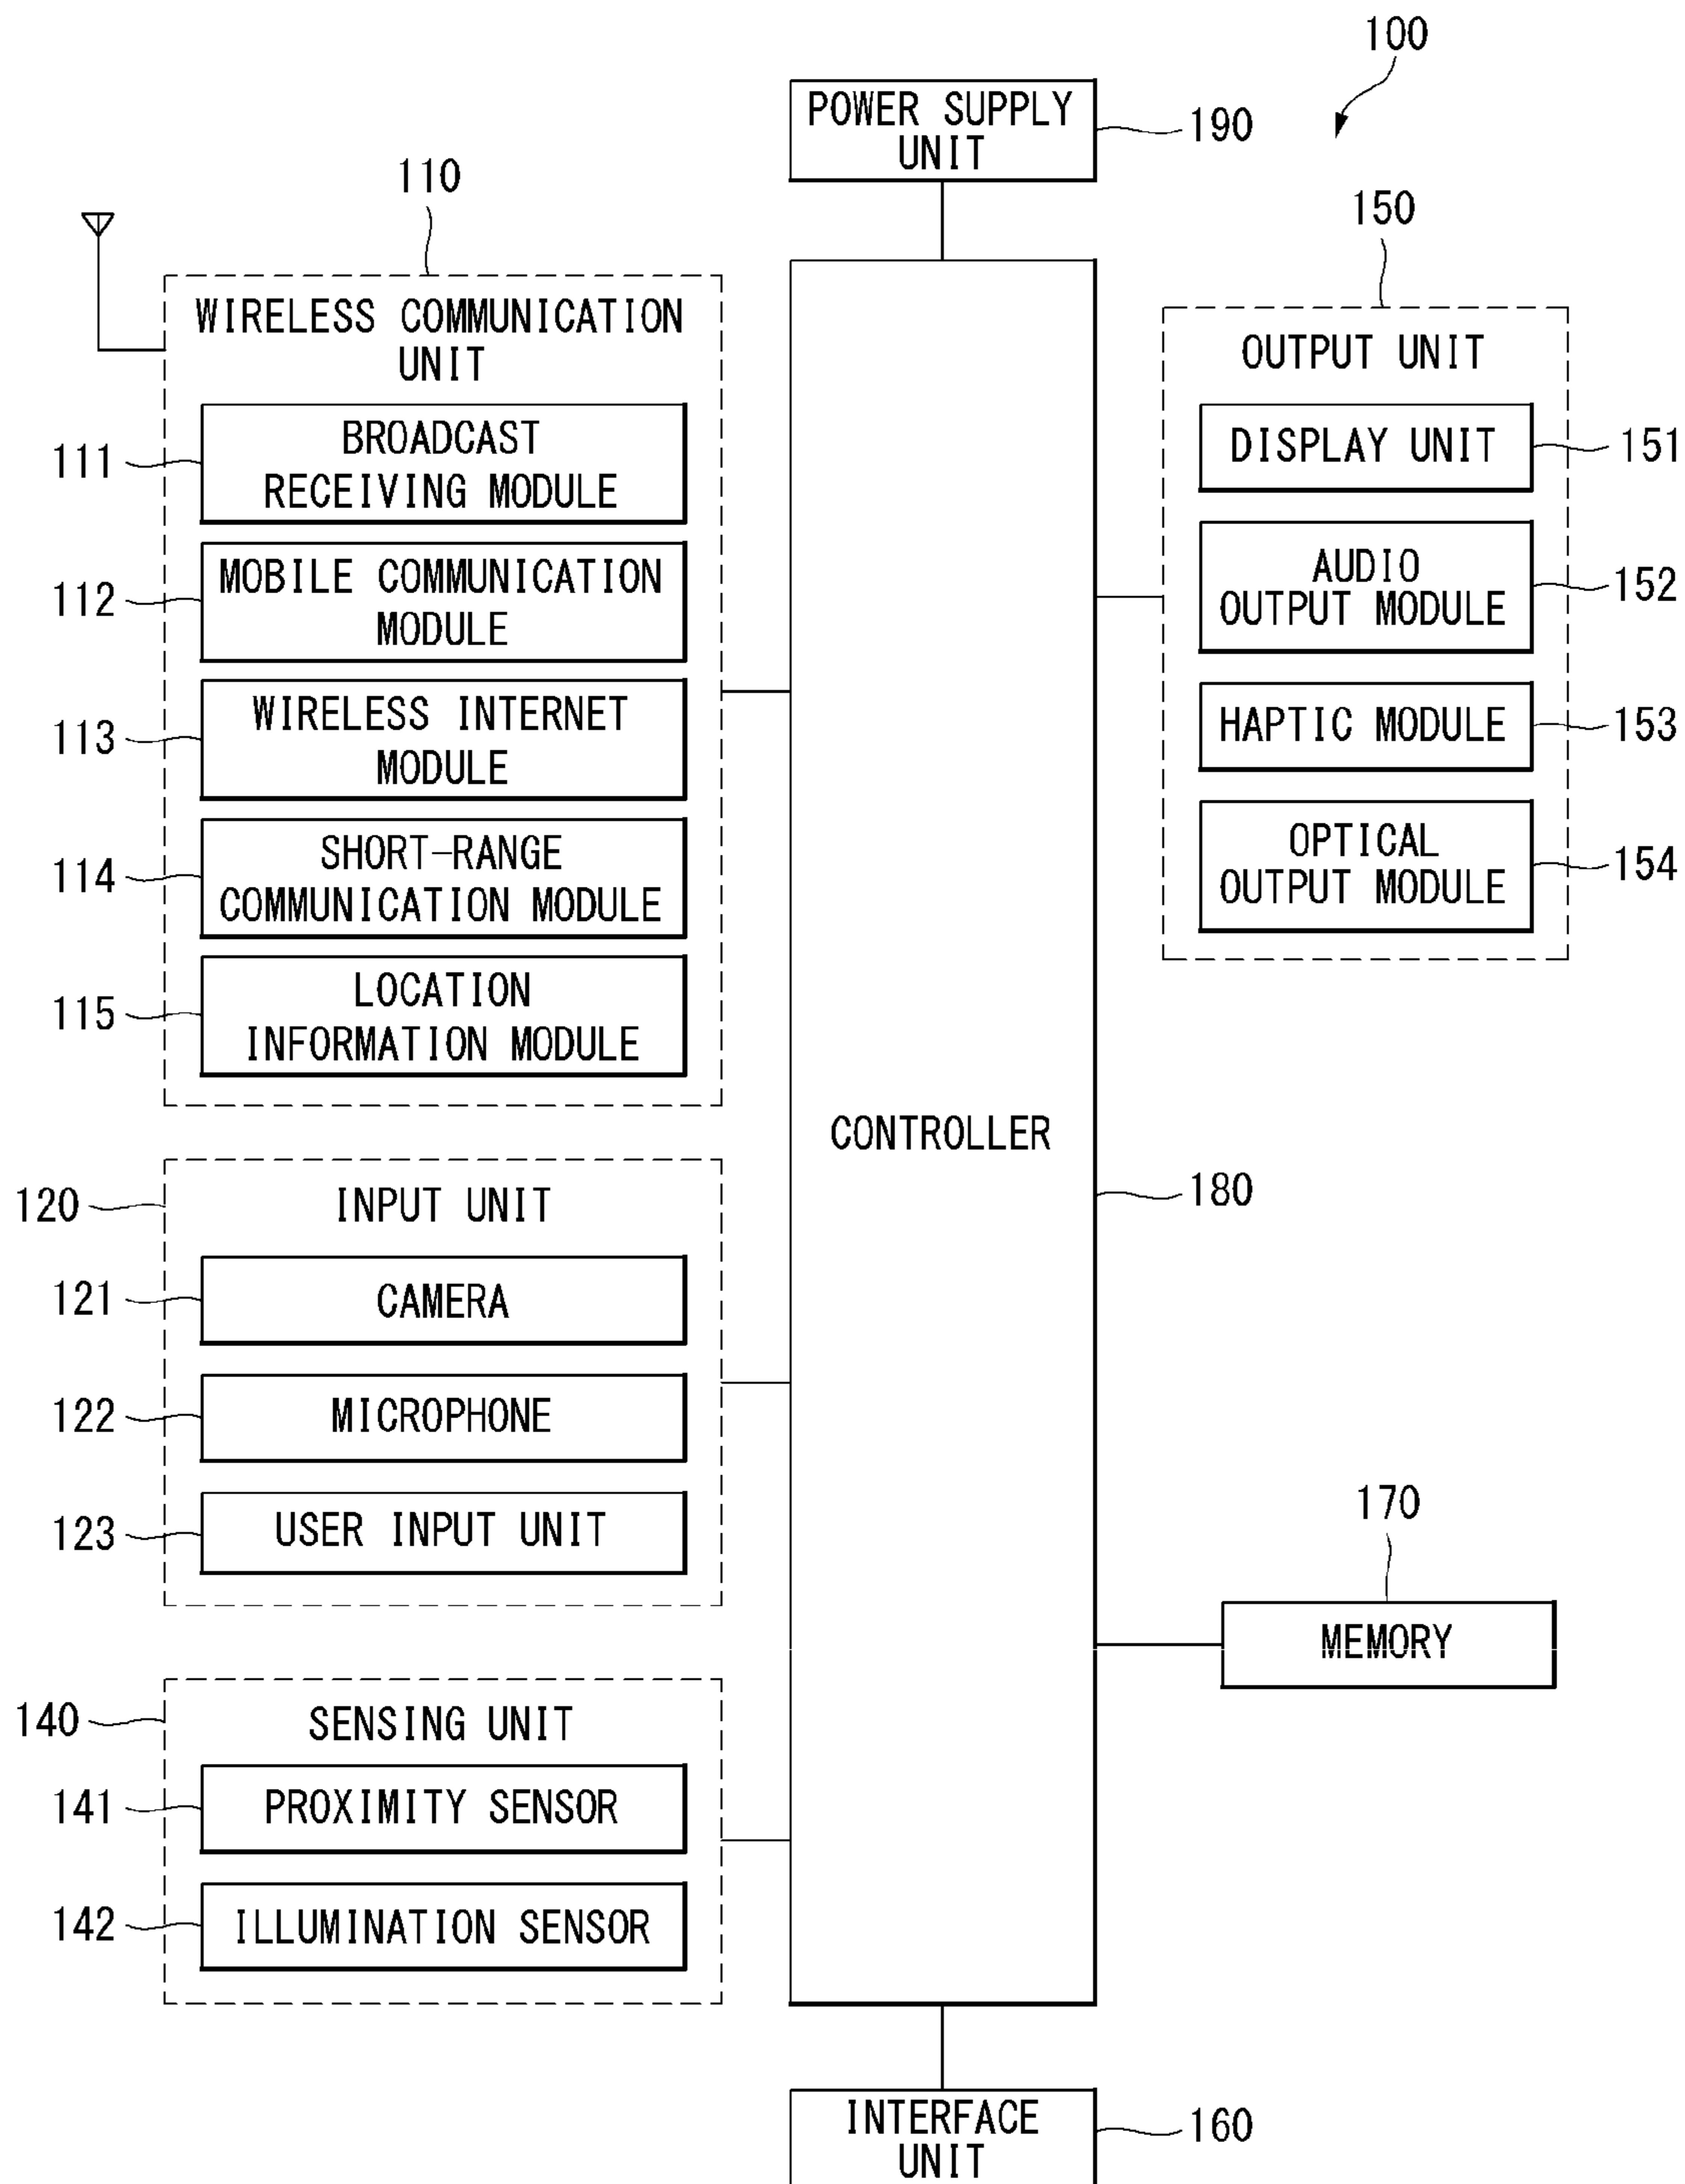 100
POWER SUPPLY
UNIT
190
110
WIRELESS COMMUNICATION
UNIT
111
BROADCAST
RECEIVING MODULE
112
MOBILE COMMUNICATION
MODULE
113
WIRELESS INTERNET
MODULE
114
SHORT-RANGE
COMMUNICATION MODULE
115
LOCATION
INFORMATION MODULE
120
INPUT UNIT
121
CAMERA
122
MICROPHONE
123
USER INPUT UNIT
140
SENSING UNIT
141
PROXIMITY SENSOR
142
ILLUMINATION SENSOR
CONTROLLER
180
150
OUTPUT UNIT
DISPLAY UNIT
151
AUDIO
OUTPUT MODULE
152
HAPTIC MODULE
153
OPTICAL
OUTPUT MODULE
154
170
MEMORY
INTERFACE
UNIT
160